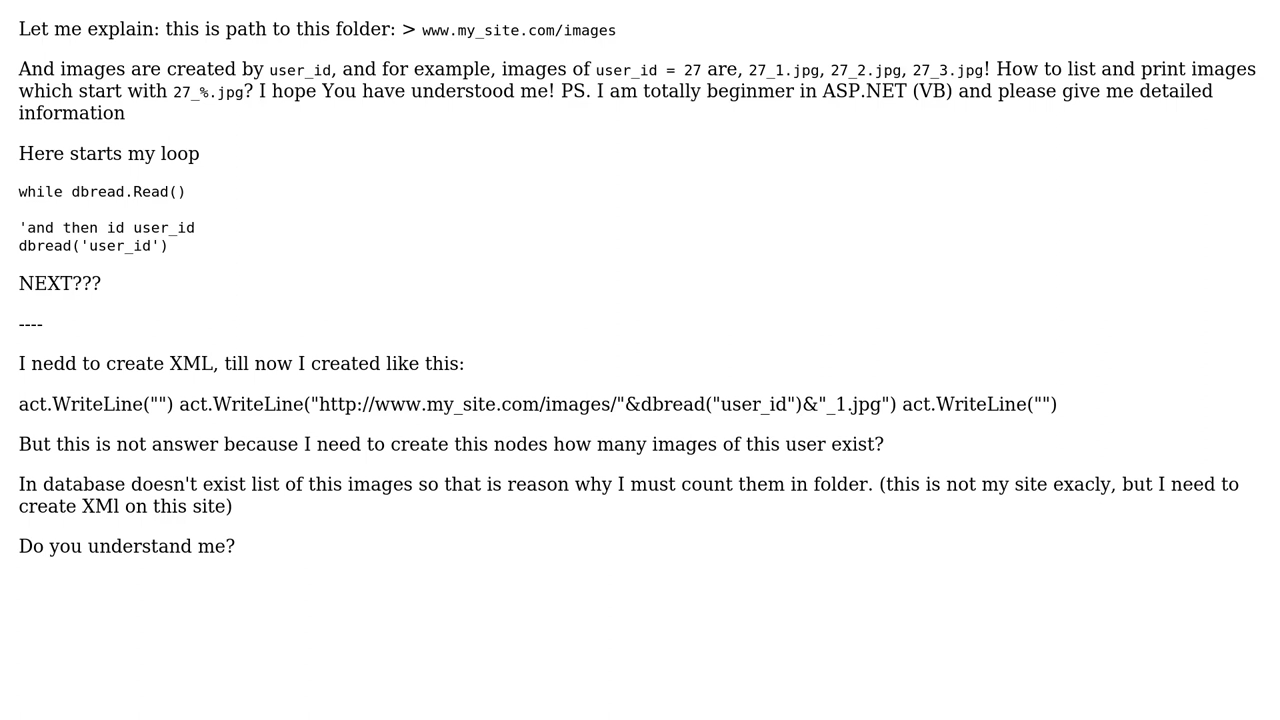 Let me explain: this is path to this folder: > www.my_site.com/images
And images are created by user_id, and for example, images of user_id = 27 are, 27_1.jpg, 27_2.jpg, 27_3.jpg! How to list and print images
which start with 27_%.jpg? I hope You have understood me! PS. I am totally beginmer in ASP.NET (VB) and please give me detailed
information
Here starts my loop
while dbread.Read()
'and then id user_id
dbread('user_id')
NEXT???
----
I nedd to create XML, till now I created like this:
act.WriteLine("") act.WriteLine("http://www.my_site.com/images/"&dbread("user_id")&"_1.jpg") act.WriteLine("")
But this is not answer because I need to create this nodes how many images of this user exist?
In database doesn't exist list of this images so that is reason why I must count them in folder. (this is not my site exacly, but I need to
create XMl on this site)
Do you understand me?